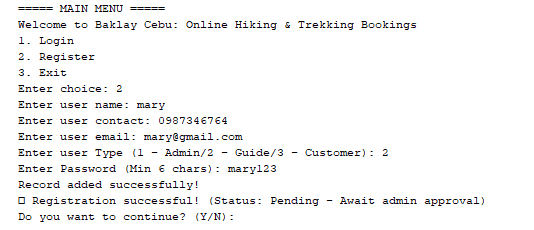 ===== MAIN MENU =====
Welcome to Baklay Cebu: Online Hiking & Trekking Bookings
1. Login
2. Register
3. Exit
Enter choice: 2
Enter user name: mary
Enter user contact: 0987346764
Enter user email: mary@gmail.com
Enter user Type (1 - Admin/2 - Guide/3 - Customer): 2
Enter Password (Min 6 chars): mary123
Record added successfully!
□ Registration successful! (Status: Pending - Await admin approval)
Do you want to continue? (Y/N):